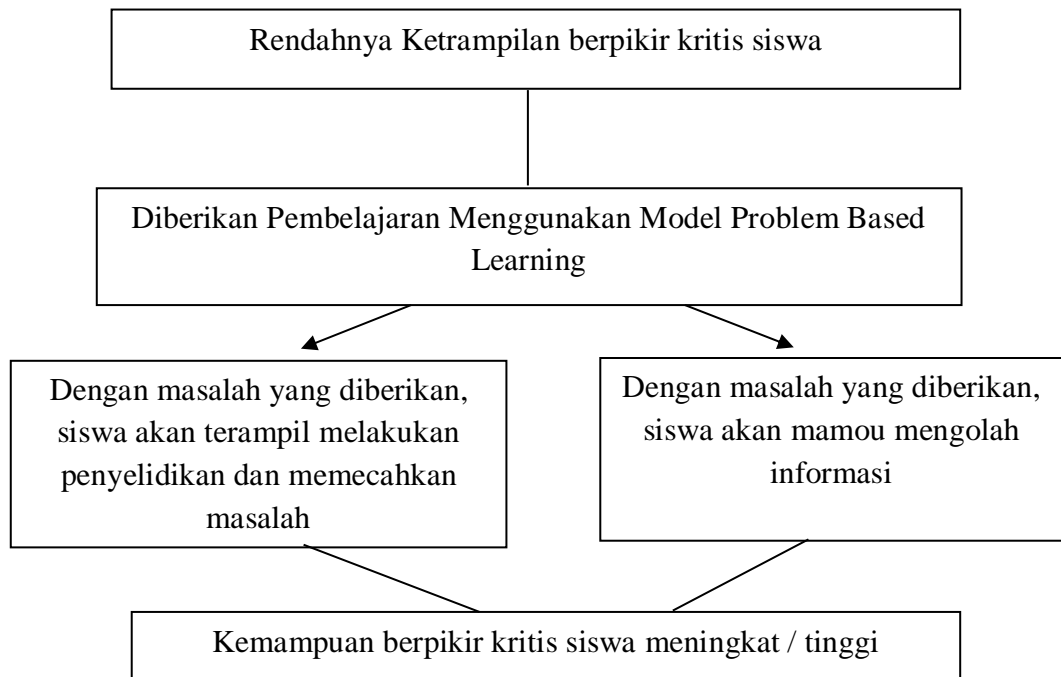 Rendahnya Ketrampilan berpikir kritis siswa
Diberikan Pembelajaran Menggunakan Model Problem Based
Learning
Dengan masalah yang diberikan,
siswa akan terampil melakukan
penyelidikan dan memecahkan
masalah
Dengan masalah yang diberikan,
siswa akan mamou mengolah
informasi
Kemampuan berpikir kritis siswa meningkat / tinggi